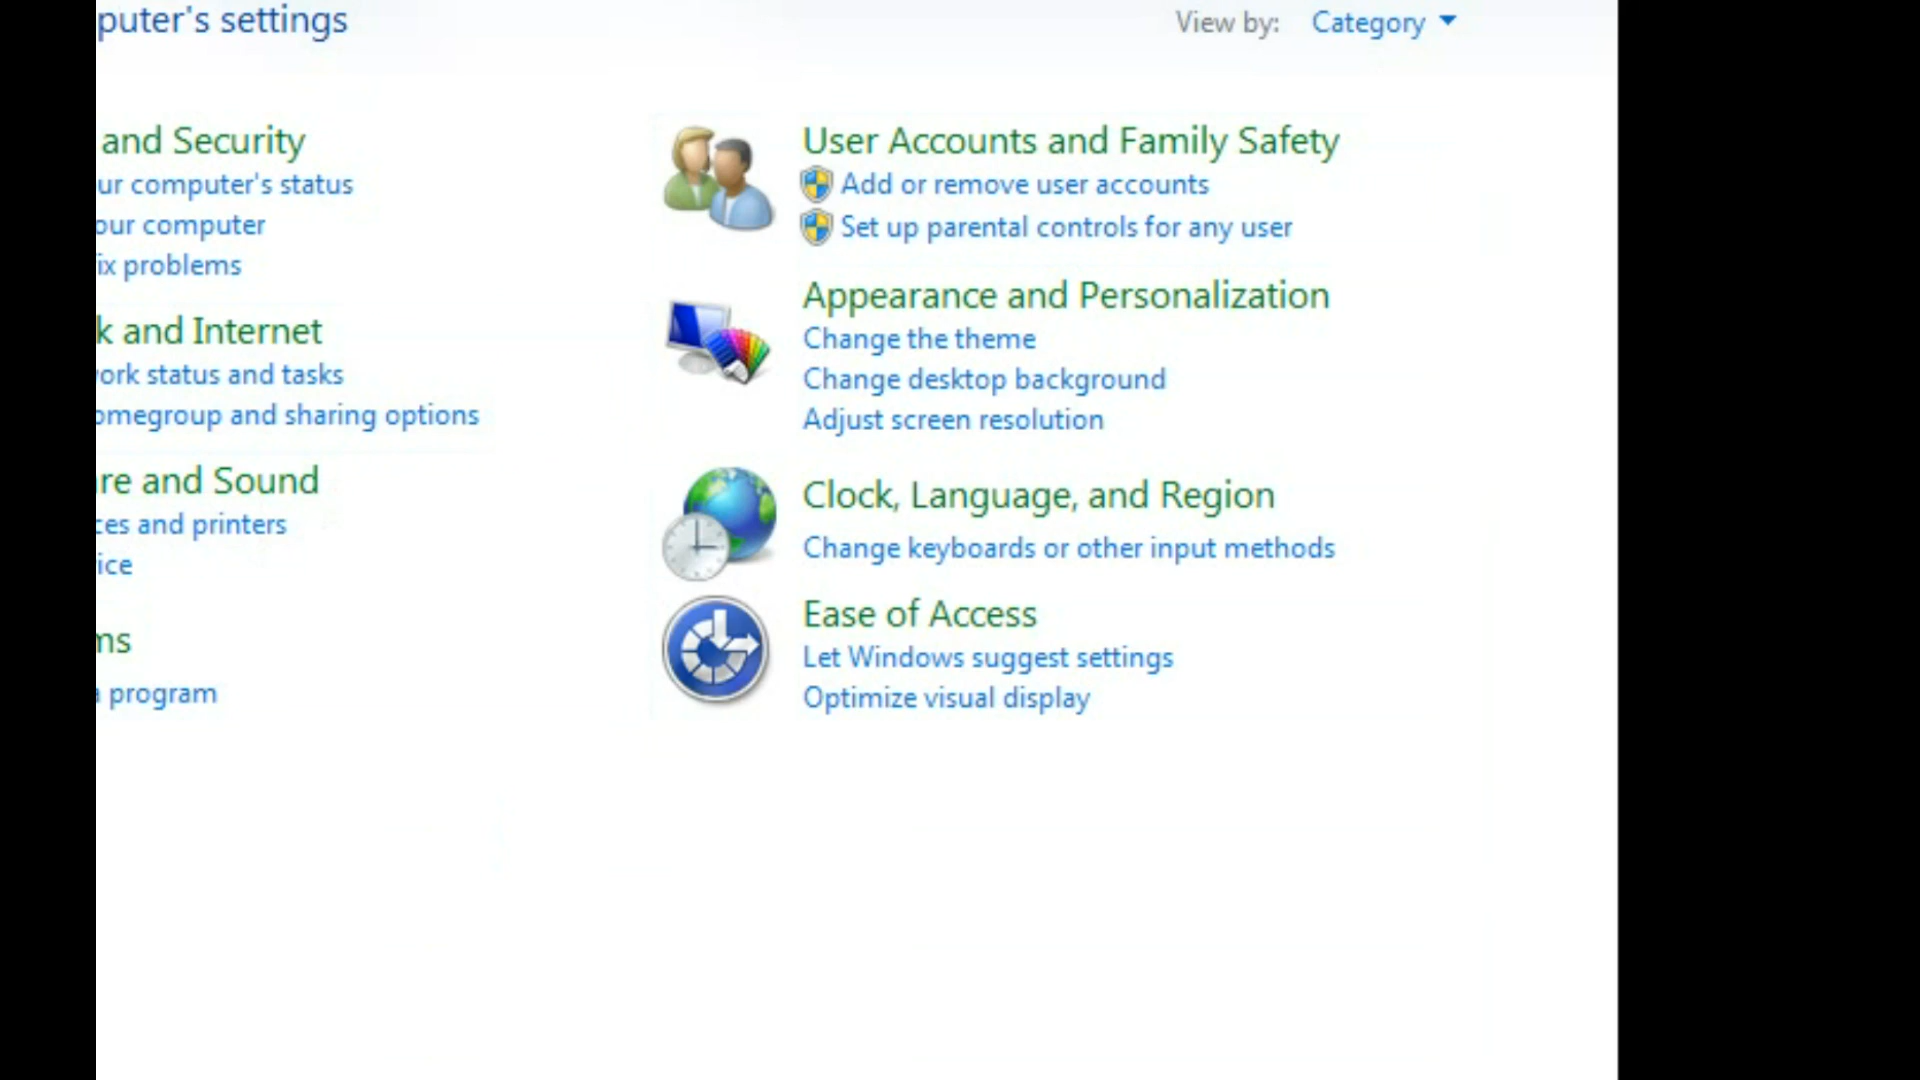 puter's settings
View by: Category
and Security
ur computer's status
our computer
ix problems
k and Internet
ork status and tasks
omegroup and sharing options
re and Sound
ces and printers
ice
ms
a program
User Accounts and Family Safety
Add or remove user accounts
Set up parental controls for any user
Appearance and Personalization
Change the theme
Change desktop background
Adjust screen resolution
Clock, Language, and Region
Change keyboards or other input methods
Ease of Access
Let Windows suggest settings
Optimize visual display